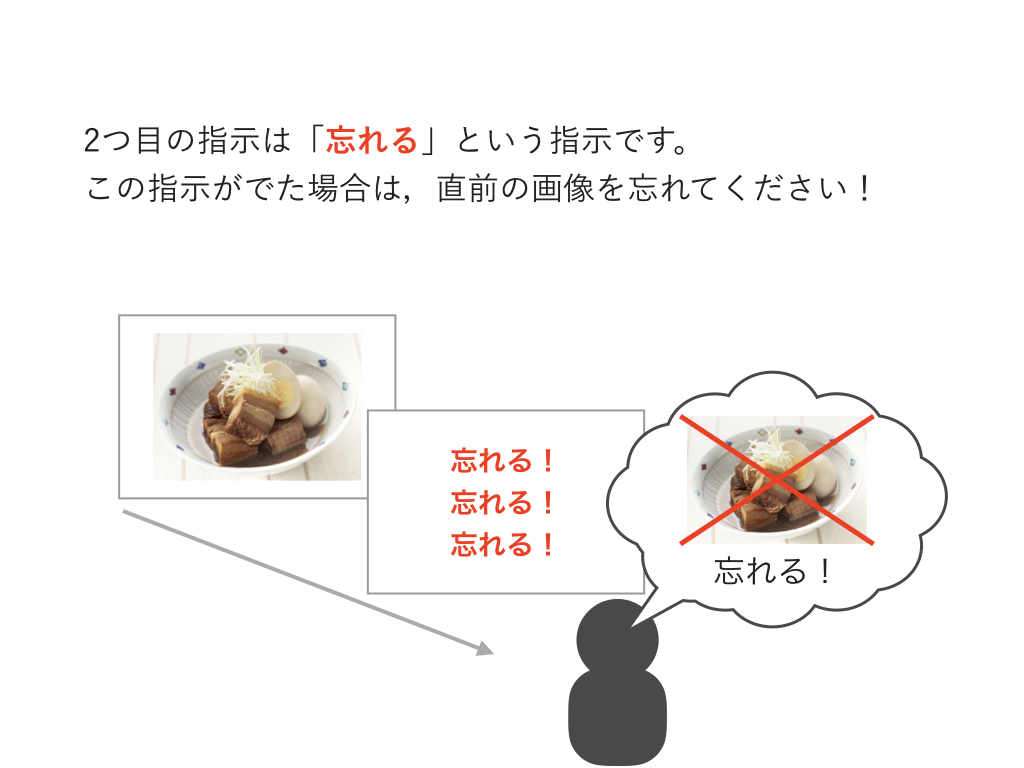 2つ目の指示は「忘れる」という指示です。
この指示がでた場合は，直前の画像を忘れてください！
忘れる！
忘れる！
忘れる！
忘れる！